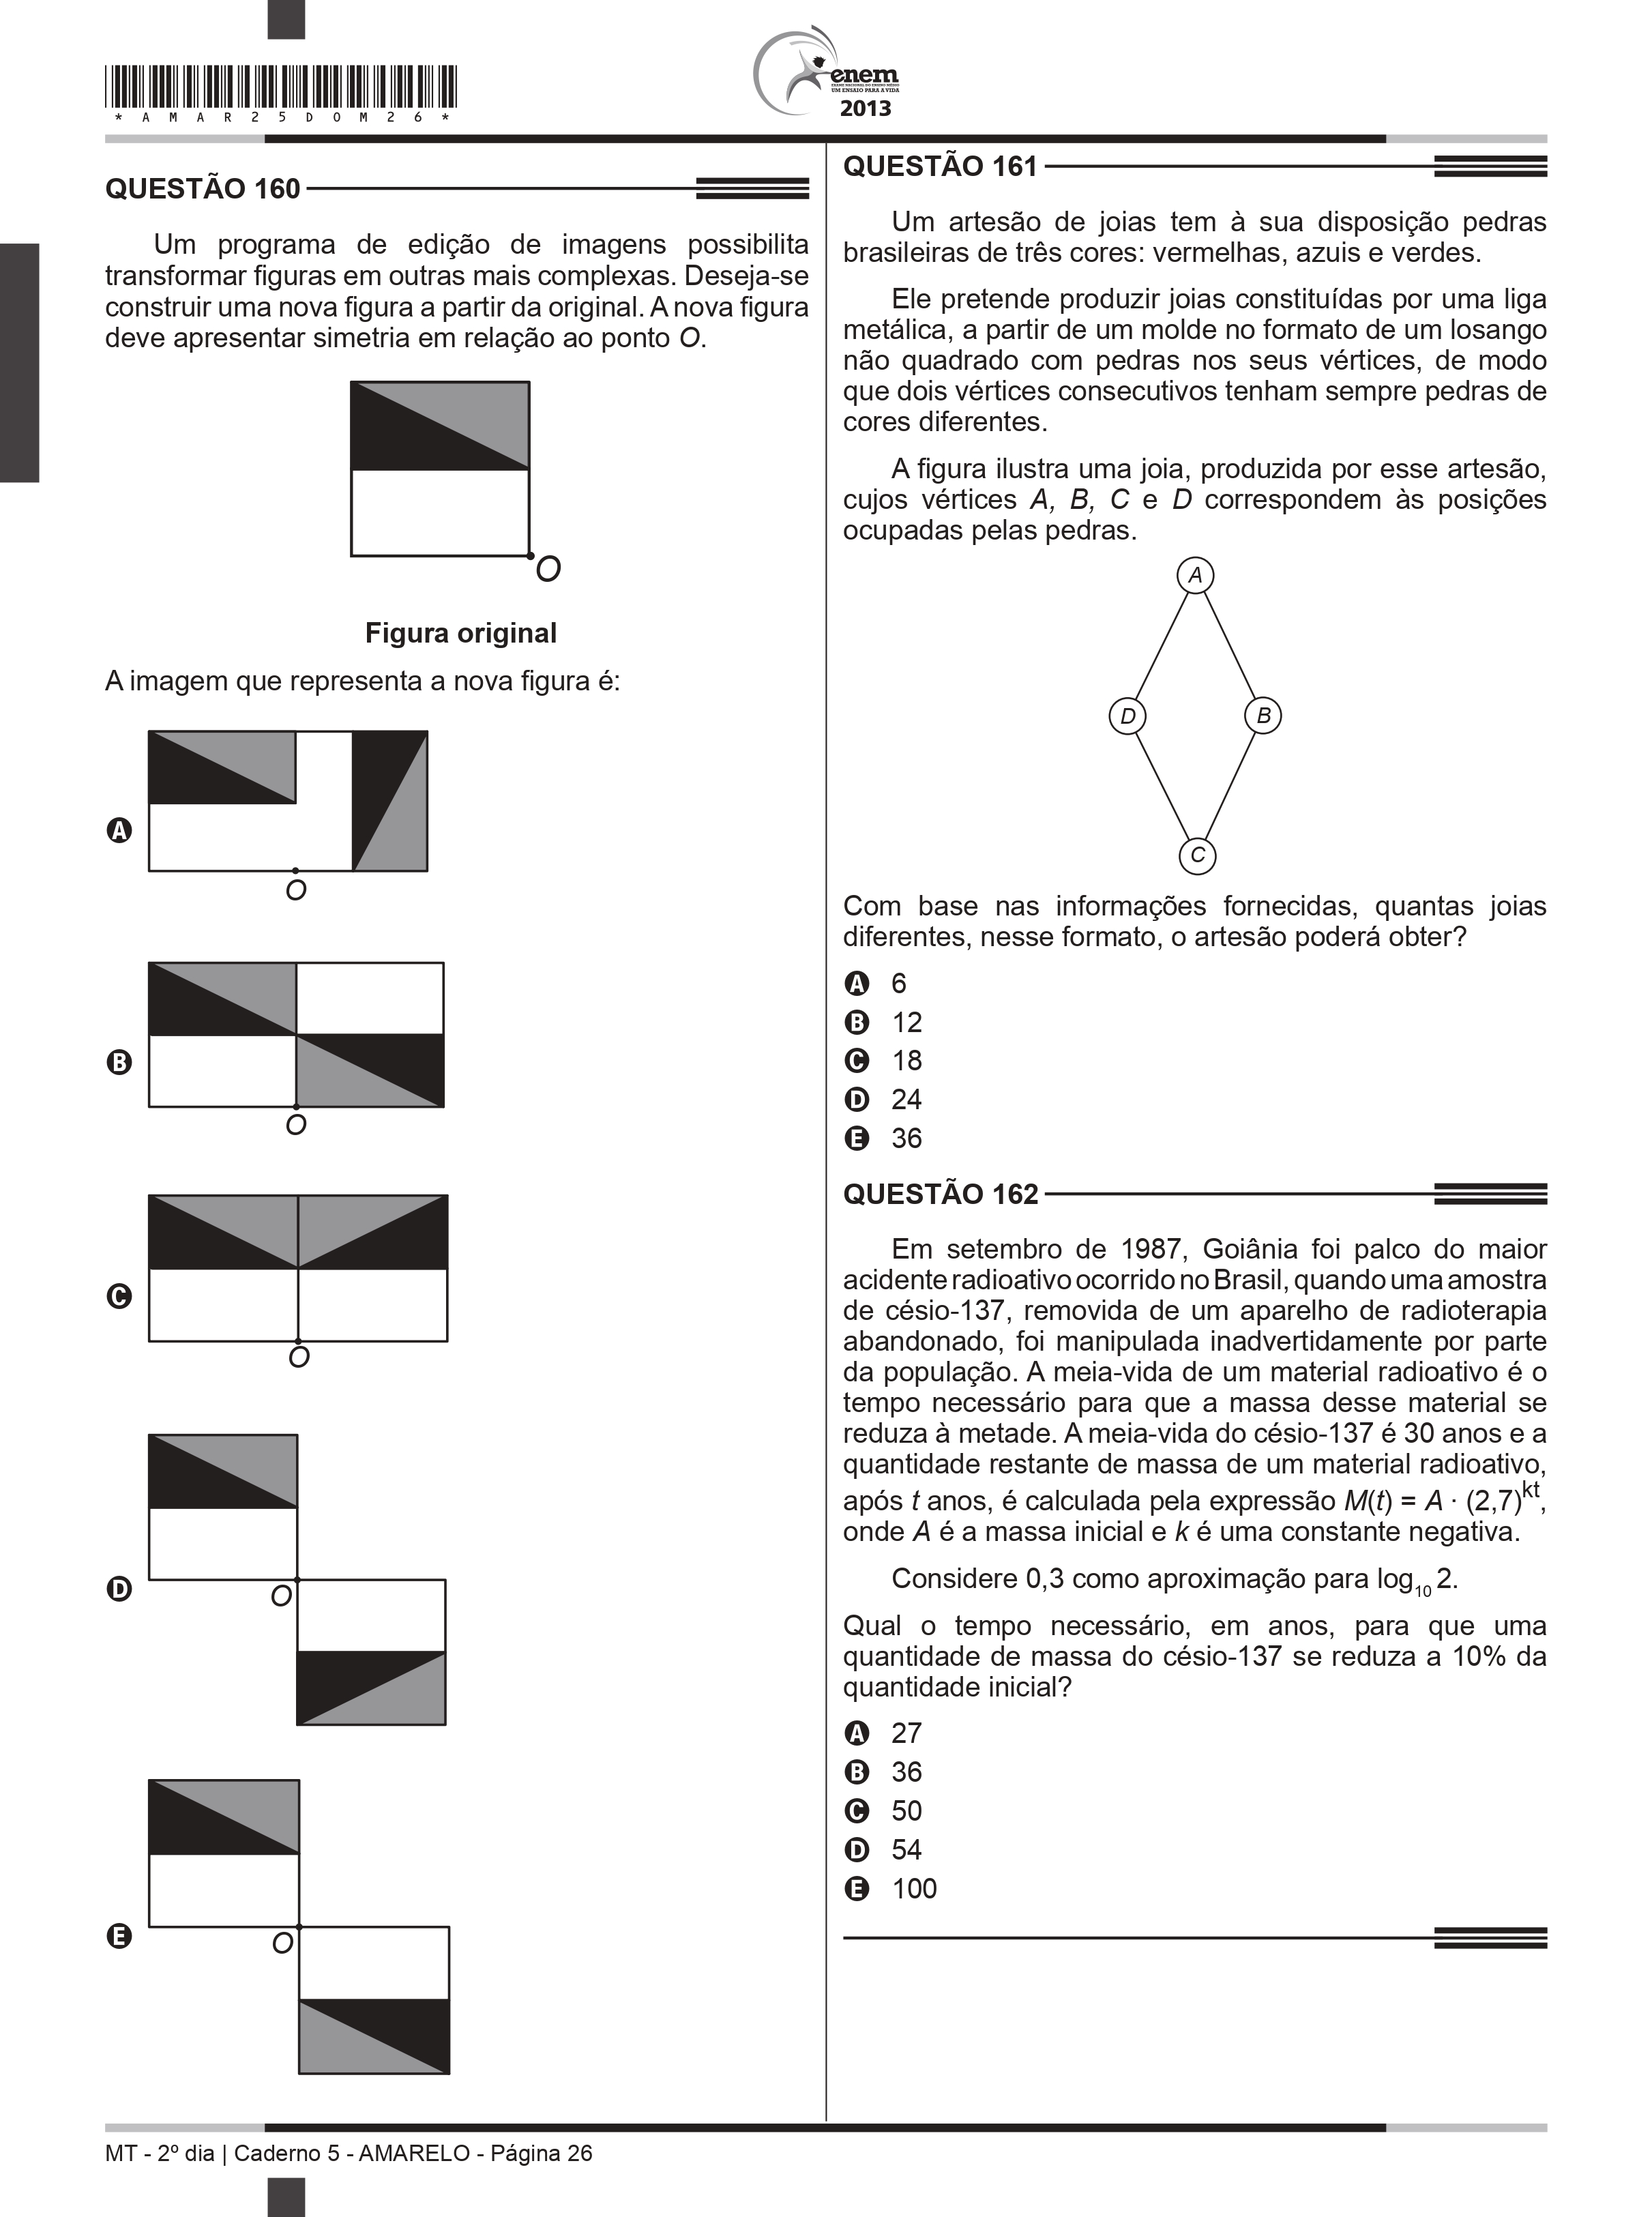 * A M A R 2 5 D O M 2 6 *
enem
EXAME NACIONAL DO ENSINO MÉDIO
UM ENSAIO PARA A VIDA
2013
QUESTÃO 160
Um programa de edição de imagens possibilita
transformar figuras em outras mais complexas. Deseja-se
construir uma nova figura a partir da original. A nova figura
deve apresentar simetria em relação ao ponto O.
O
Figura original
A imagem que representa a nova figura é:
A
O
B
O
C
O
D
O
E
O
QUESTÃO 161
Um artesão de joias tem à sua disposição pedras
brasileiras de três cores: vermelhas, azuis e verdes.
Ele pretende produzir joias constituídas por uma liga
metálica, a partir de um molde no formato de um losango
não quadrado com pedras nos seus vértices, de modo
que dois vértices consecutivos tenham sempre pedras de
cores diferentes.
A figura ilustra uma joia, produzida por esse artesão,
cujos vértices A, B, C e D correspondem às posições
ocupadas pelas pedras.
A
D B
C
Com base nas informações fornecidas, quantas joias
diferentes, nesse formato, o artesão poderá obter?
A 6
B 12
C 18
D 24
E 36
QUESTÃO 162
Em setembro de 1987, Goiânia foi palco do maior
acidente radioativo ocorrido no Brasil, quando uma amostra
de césio-137, removida de um aparelho de radioterapia
abandonado, foi manipulada inadvertidamente por parte
da população. A meia-vida de um material radioativo é o
tempo necessário para que a massa desse material se
reduza à metade. A meia-vida do césio-137 é 30 anos e a
quantidade restante de massa de um material radioativo,
após t anos, é calculada pela expressão M(t) = A · (2,7)^kt,
onde A é a massa inicial e k é uma constante negativa.
Considere 0,3 como aproximação para log₁₀ 2.
Qual o tempo necessário, em anos, para que uma
quantidade de massa do césio-137 se reduza a 10% da
quantidade inicial?
A 27
B 36
C 50
D 54
E 100
MT - 2º dia | Caderno 5 - AMARELO - Página 26